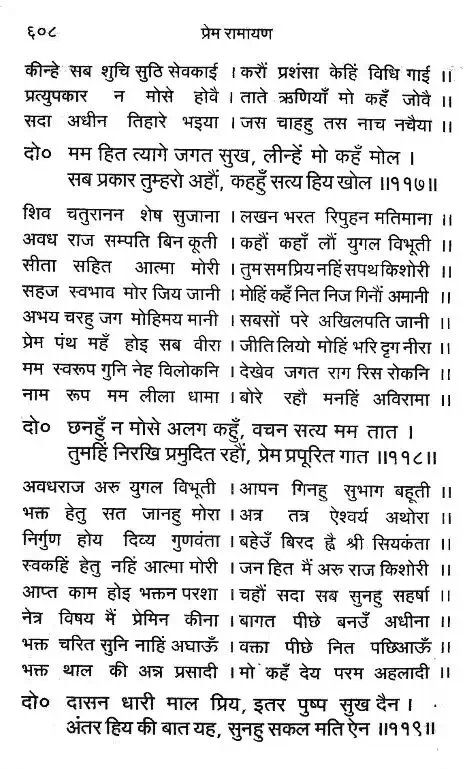 ६०८ प्रेम रामायण
कीन्हे सब शुचि सुठि सेवकाई । करौं प्रशंसा केहिं विधि गाई ॥
प्रत्युपकार न मोसे होवै । ताते ऋणियाँ मो कहँ जोवै ॥
सदा अधीन तिहारे भइया । जस चाहहु तस नाच नचैया ॥
दो० मम हित त्यागे जगत सुख, लीन्हें मो कहँ मोल ।
सब प्रकार तुम्हरो अहौं, कहहुँ सत्य हिय खोल ॥११७॥
शिव चतुरानन शेष सुजाना । लखन भरत रिपुहन मतिमाना ॥
अवध राज सम्पति बिन कूती । कहौं कहाँ लौं युगल विभूती ॥
सीता सहित आत्मा मोरी । तुम सम प्रिय नहिं सपथ किशोरी ॥
सहज स्वभाव मोर जिय जानी । मोहिं कहँ नित निज गिनौं अमानी ॥
अभय चरहु जग मोहिमय मानी । सबसों परे अखिलपति जानी ॥
प्रेम पंथ महँ होइ सब वीरा । जीति लियो मोहिं भरि दृग नीरा ॥
मम स्वरूप गुनि नेह विलोकनि । देखेव जगत राग रिस रोकनि ॥
नाम रूप मम लीला धामा । बोरे रहौ मनहिं अविरामा ॥
दो० छनहुँ न मोसे अलग कहुँ, वचन सत्य मम तात ।
तुमहिं निरखि प्रमुदित रहौं, प्रेम प्रपूरित गात ॥११८॥
अवधराज अरु युगल विभूती । आपन गिनहु सुभाग बहूती ॥
भक्त हेतु सत जानहु मोरा । अत्र तत्र ऐश्वर्य अथोरा ॥
निर्गुण होय दिव्य गुणवंता । बहेउँ बिरद ह्वै श्री सियकंता ॥
स्वकहिं हेतु नहिं आत्मा मोरी । जन हित मैं अरु राज किशोरी ॥
आप्त काम होइ भक्तन परशा । चहौं सदा सब सुनहु सहर्षा ॥
नेत्र विषय मैं प्रेमिन कीना । बागत पीछे बनउँ अधीना ॥
भक्त चरित सुनि नाहिं अघाऊँ । वक्ता पीछे नित पछिआऊँ ॥
भक्त थाल की अन्न प्रसादी । मो कहँ देय परम अहलादी ॥
दो० दासन धारी माल प्रिय, इतर पुष्प सुख दैन ।
अंतर हिय की बात यह, सुनहु सकल मति ऐन ॥११९॥